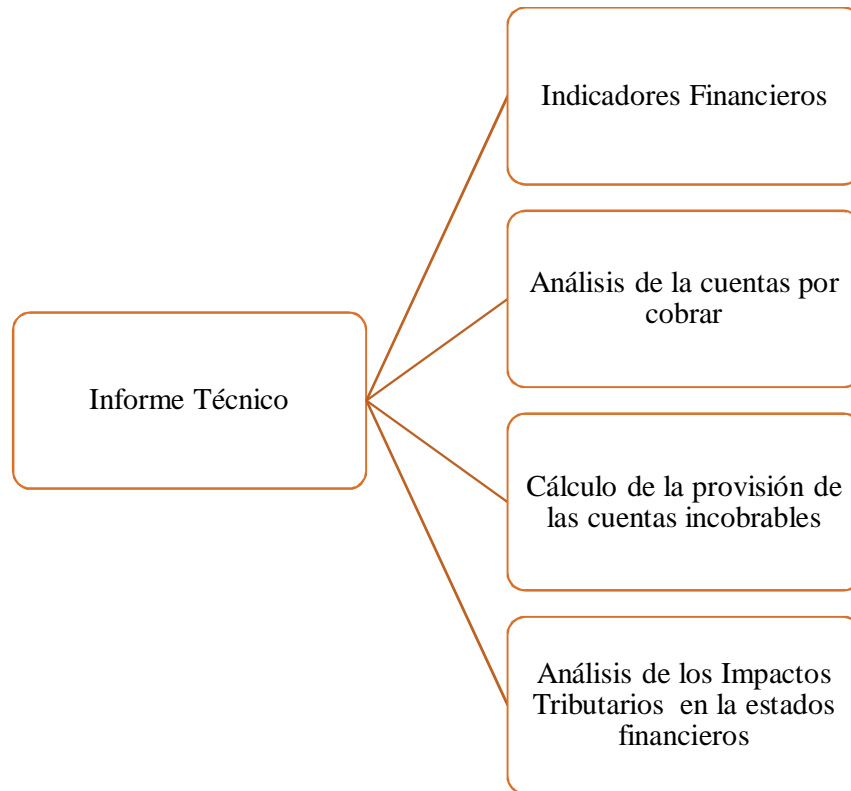 Indicadores Financieros
Análisis de la cuentas por
cobrar
Informe Técnico
Cálculo de la provisión de
las cuentas incobrables
Análisis de los Impactos
Tributarios en la estados
financieros